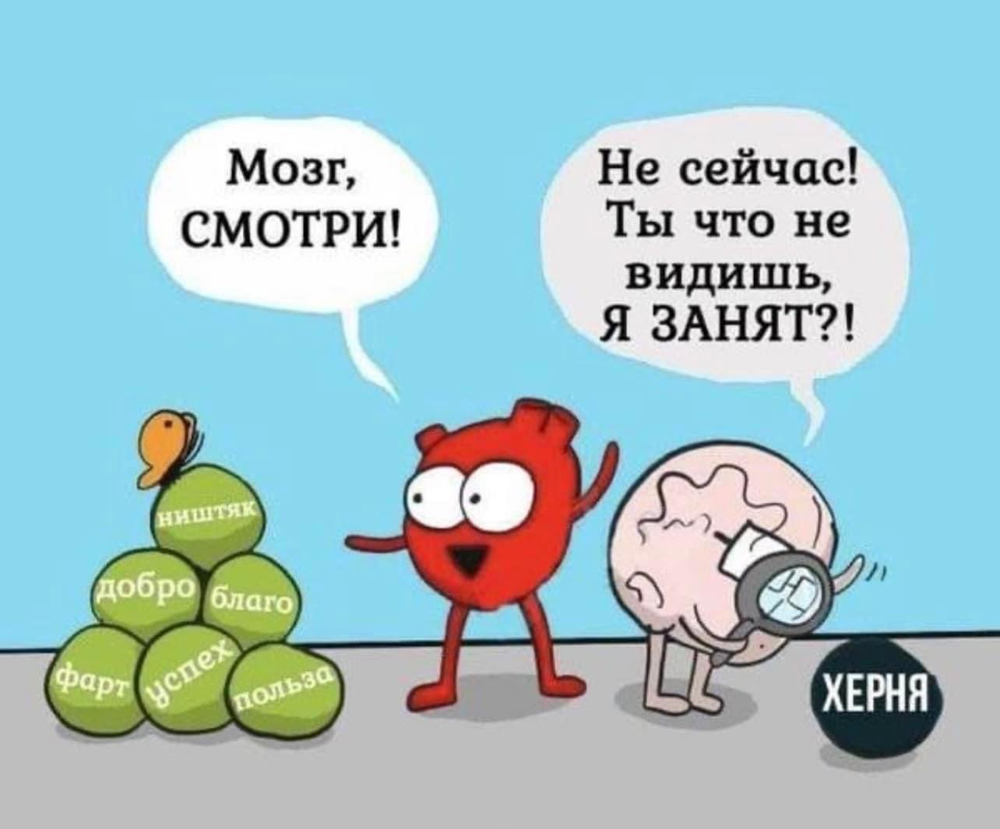 Мозг,
СМОТРИ!
Не сейчас!
Ты что не
видишь,
Я ЗАНЯТ?!
ништяк
добро
благо
фарт
успех
польза
ХЕРНЯ